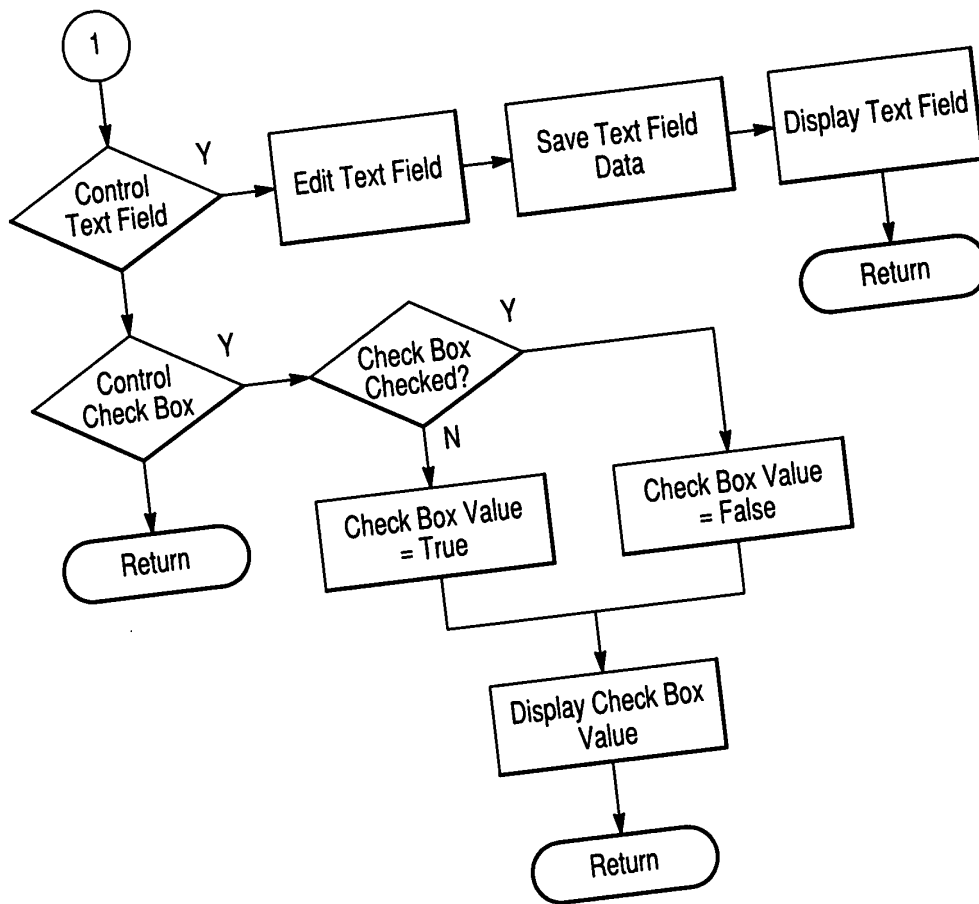 1
Control
Text Field
Y
Edit Text Field
Save Text Field
Data
Display Text Field
Return
Control
Check Box
Y
Check Box
Checked?
Y
N
Return
Check Box Value
= True
Check Box Value
= False
Display Check Box
Value
Return